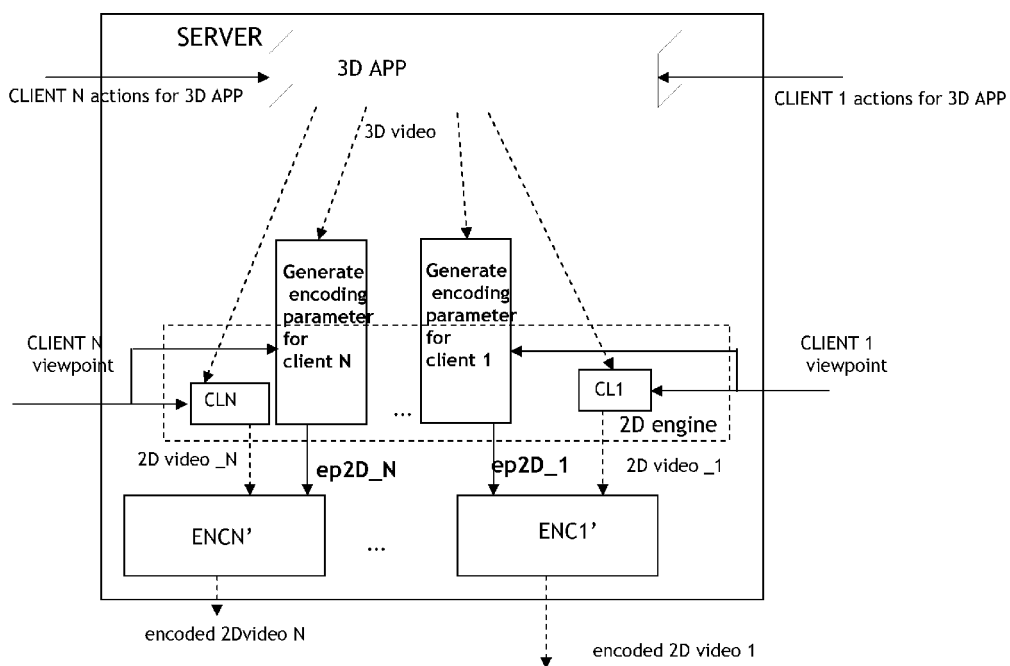 SERVER
3D APP
CLIENT N actions for 3D APP
CLIENT 1 actions for 3D APP
3D video
Generate
encoding
parameter
for
client N
Generate
encoding
parameter
for
client 1
CLIENT N
viewpoint
CLIENT 1
viewpoint
CLN
...
CL1
2D engine
2D video _N
ep2D_N
ep2D_1
2D video _1
ENCN’
...
ENC1’
encoded 2Dvideo N
encoded 2D video 1